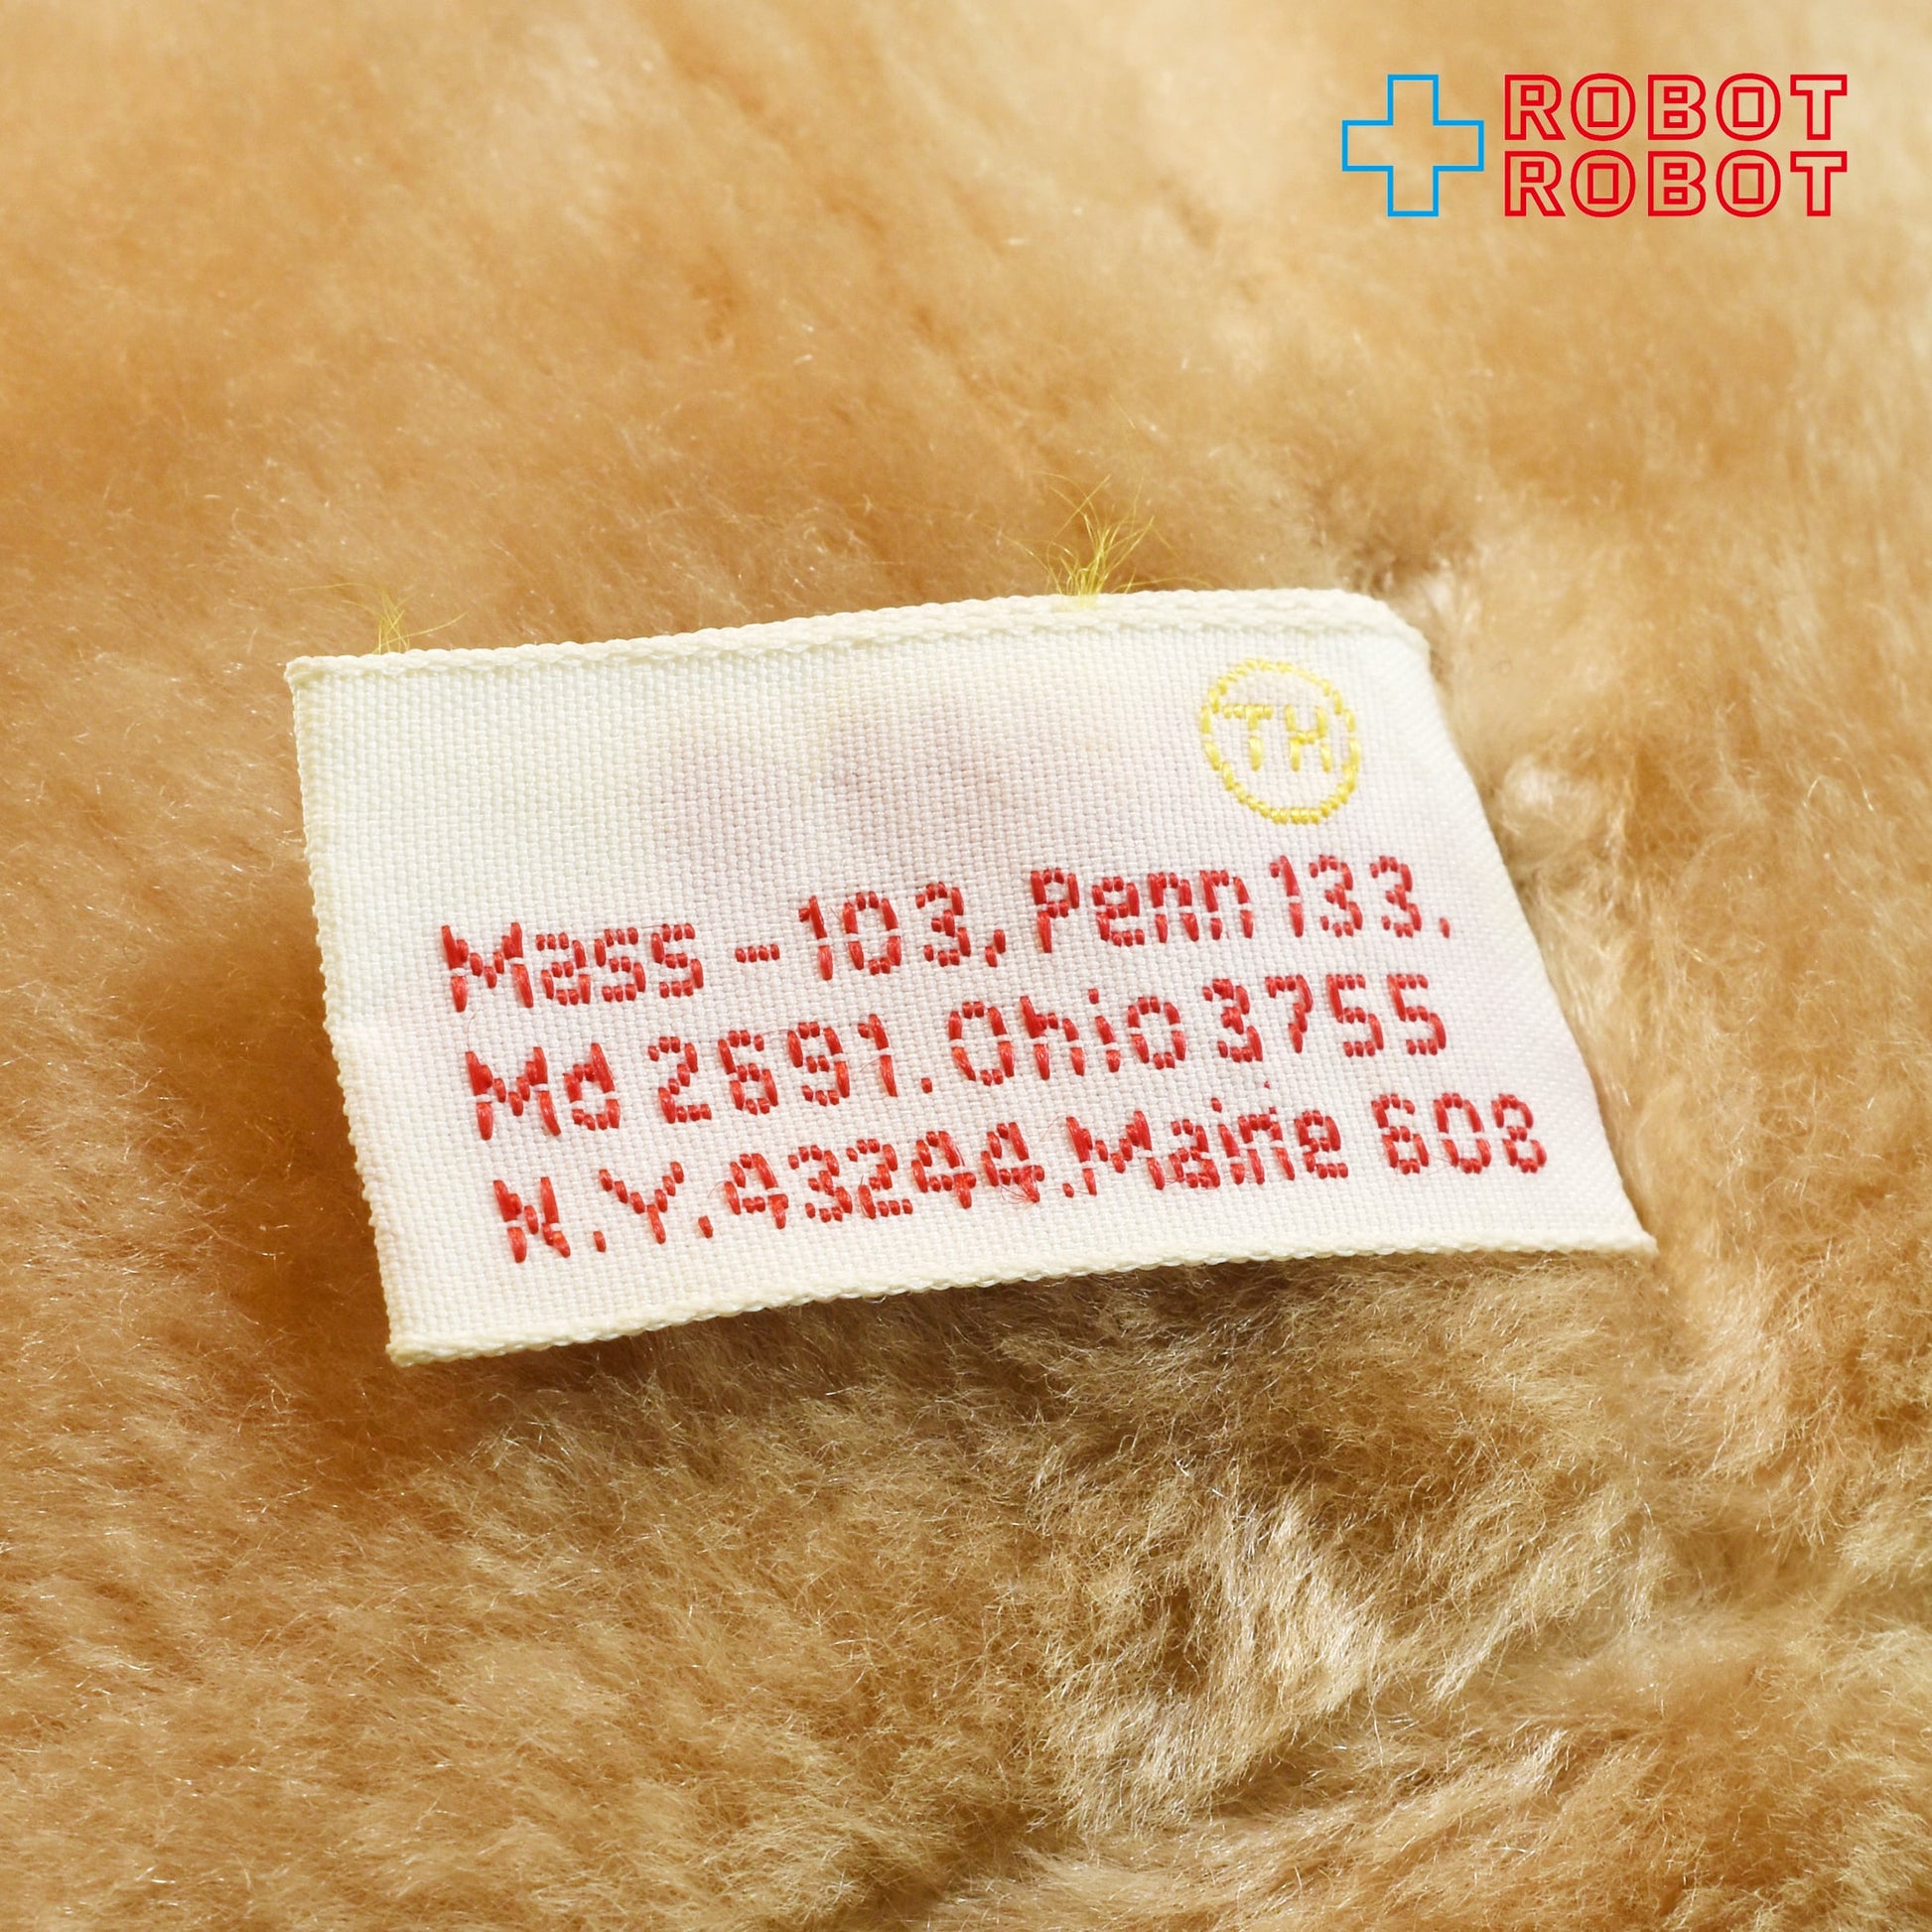 ROBOT
ROBOT
TH
Mass - 103, Penn 133.
Md 2691. Ohio 3755
N.Y. 43244. Maine 608